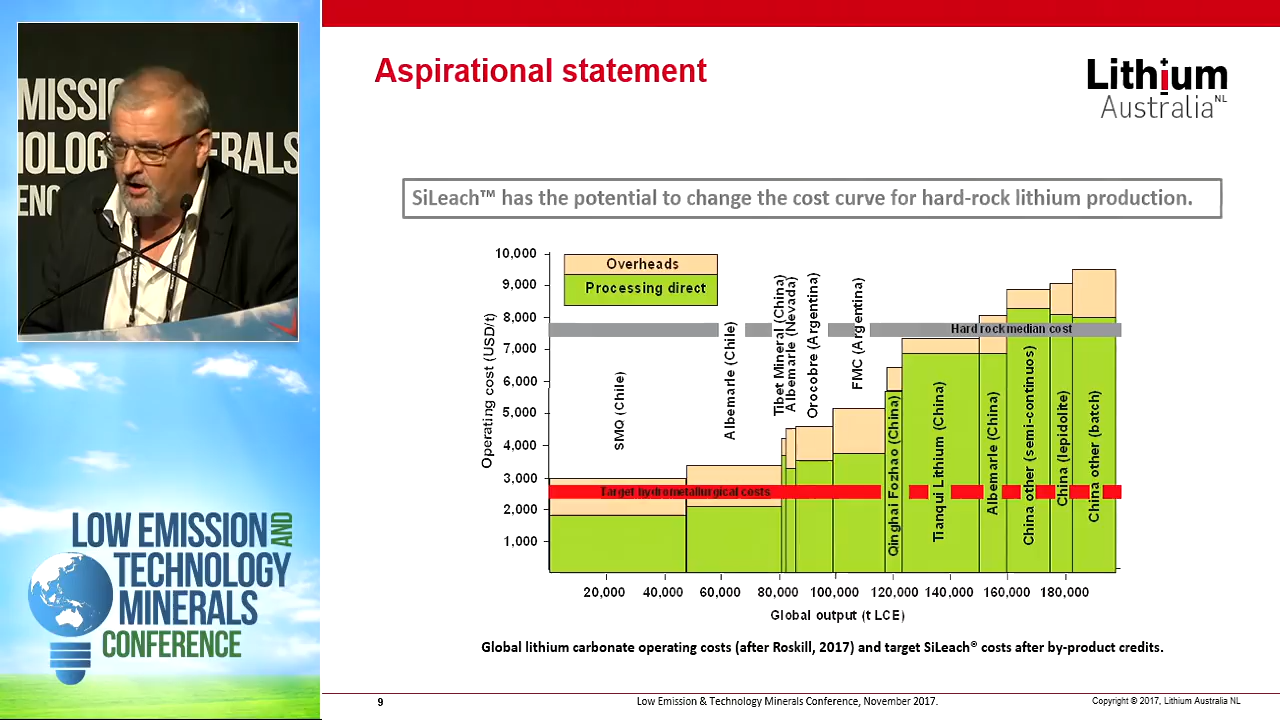 MISSI
NOLOG
ERALS
ENC
Aspirational statement
Lithium
Australia NL
SiLeach™ has the potential to change the cost curve for hard-rock lithium production.
10,000
9,000
8,000
7,000
6,000
5,000
4,000
3,000
2,000
1,000
Operating cost (USD/t)
Overheads
Processing direct
Hard rock median cost
Target hydrometallurgical costs
SMQ (Chile)
Albemarle (Chile)
Tibet Mineral (China)
Albemarle (Nevada)
Orocobre (Argentina)
FMC (Argentina)
Qinghai Fozhao (China)
Tianqui Lithium (China)
Albemarle (China)
China other (semi-continuos)
China (lepidolite)
China other (batch)
20,000 40,000 60,000 80,000 100,000 120,000 140,000 160,000 180,000
Global output (t LCE)
Global lithium carbonate operating costs (after Roskill, 2017) and target SiLeach® costs after by-product credits.
LOW EMISSION AND
TECHNOLOGY
MINERALS
CONFERENCE
9
Low Emission & Technology Minerals Conference, November 2017.
Copyright © 2017, Lithium Australia NL